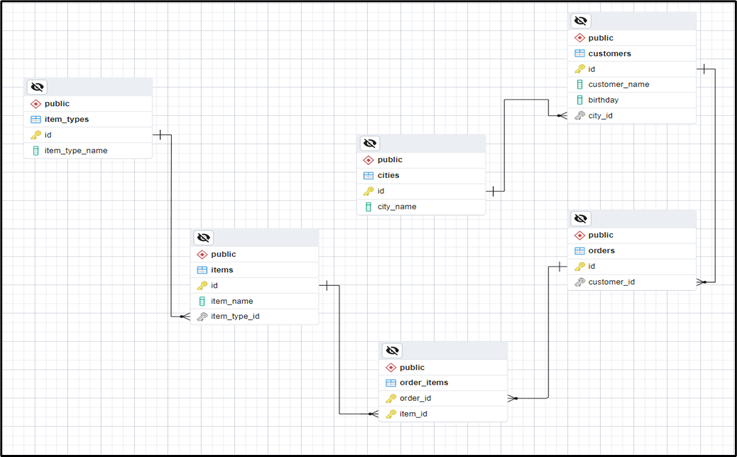 public
customers
id
customer_name
birthday
city_id
public
item_types
id
item_type_name
public
cities
id
city_name
public
orders
id
customer_id
public
items
id
item_name
item_type_id
public
order_items
order_id
item_id